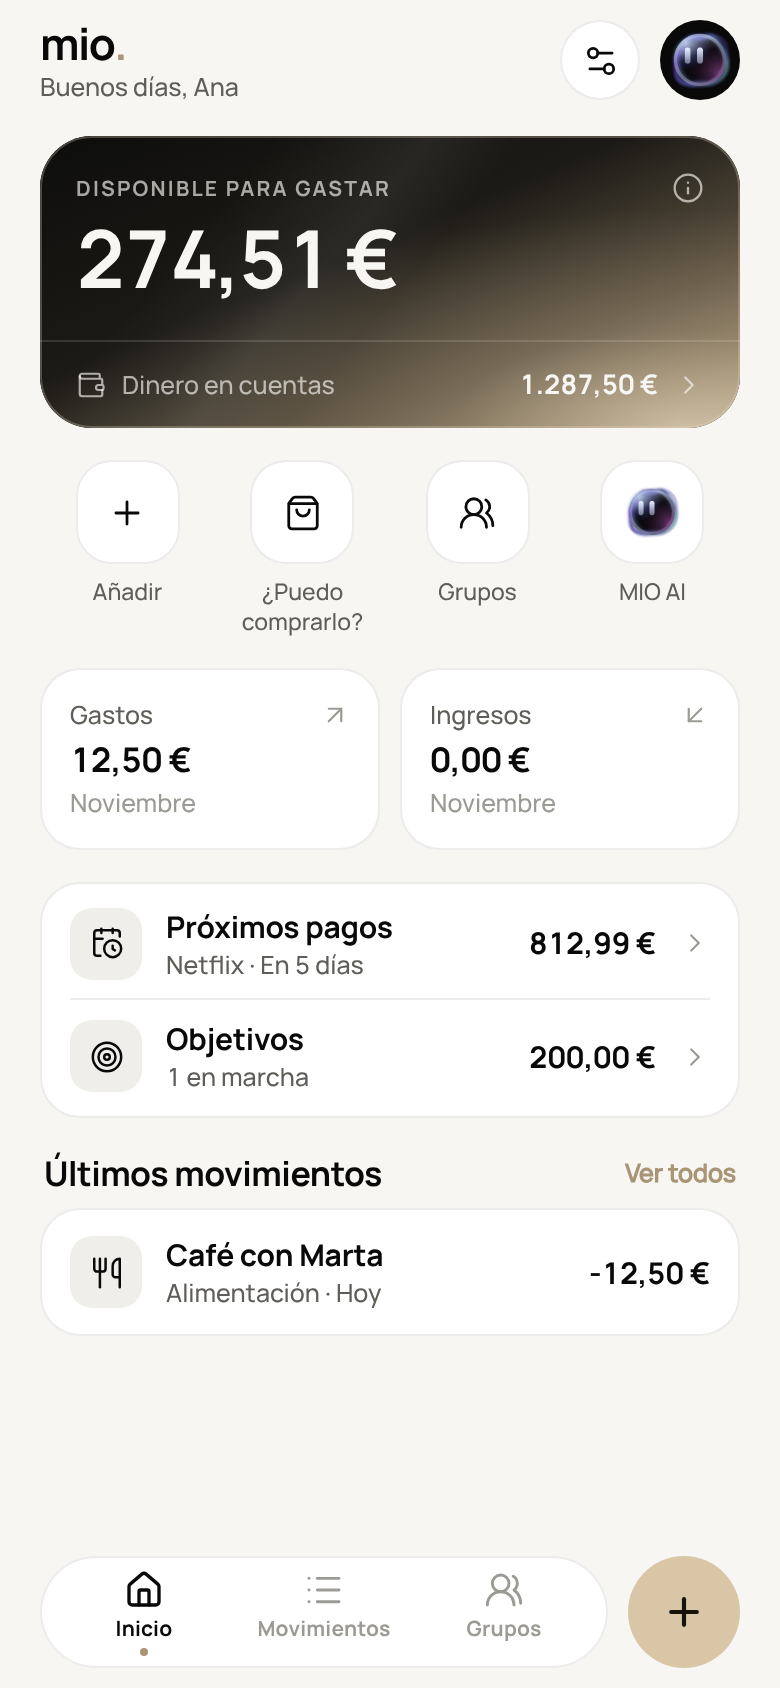 mio.
Buenos días, Ana
DISPONIBLE PARA GASTAR
274,51 €
Dinero en cuentas 1.287,50 €
Añadir
¿Puedo
comprarlo?
Grupos
MIO AI
Gastos
12,50 €
Noviembre
Ingresos
0,00 €
Noviembre
Próximos pagos
Netflix · En 5 días
812,99 €
Objetivos
1 en marcha
200,00 €
Últimos movimientos
Ver todos
Café con Marta
Alimentación · Hoy
-12,50 €
Inicio
Movimientos
Grupos